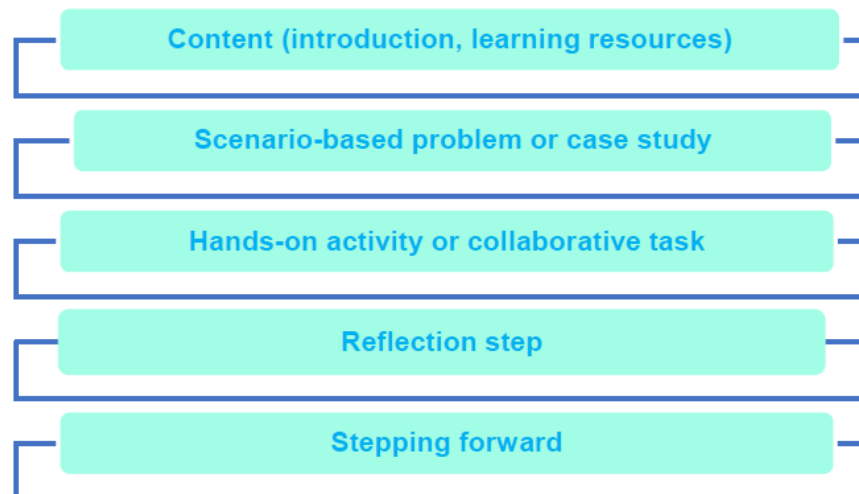 Content (introduction, learning resources)
Scenario-based problem or case study
Hands-on activity or collaborative task
Reflection step
Stepping forward